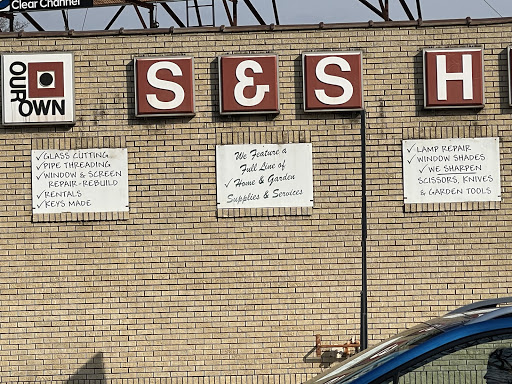 Clear Channel
OUR
OWN
S & S H
✓ GLASS CUTTING
✓ PIPE THREADING
✓ WINDOW & SCREEN
REPAIR-REBUILD
✓ RENTALS
✓ KEYS MADE
We Feature a
Full Line of
✓ Home & Garden
Supplies & Services
✓ LAMP REPAIR
✓ WINDOW SHADES
✓ WE SHARPEN
SCISSORS, KNIVES
& GARDEN TOOLS